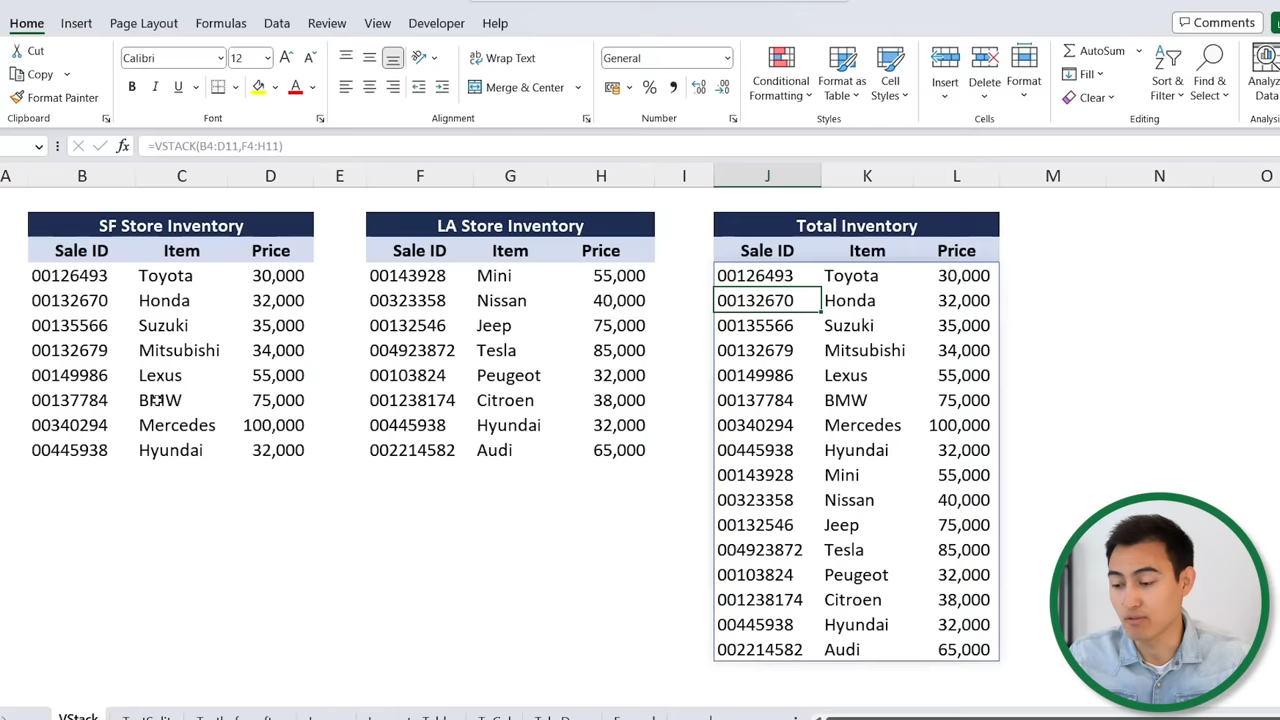 Home Insert Page Layout Formulas Data Review View Developer Help Comments
Cut
Copy
Format Painter
Clipboard
Calibri 12
B I U
Font
Wrap Text
Merge & Center
Alignment
General
Number
Conditional Formatting
Format as Table
Cell Styles
Styles
Insert Delete Format
Cells
AutoSum
Fill
Clear
Sort & Filter
Find & Select
Editing
fx =VSTACK(B4:D11,F4:H11)
A B C D E F G H I J K L M N O
SF Store Inventory
Sale ID Item Price
00126493 Toyota 30,000
00132670 Honda 32,000
00135566 Suzuki 35,000
00132679 Mitsubishi 34,000
00149986 Lexus 55,000
00137784 BMW 75,000
00340294 Mercedes 100,000
00445938 Hyundai 32,000
LA Store Inventory
Sale ID Item Price
00143928 Mini 55,000
00323358 Nissan 40,000
00132546 Jeep 75,000
004923872 Tesla 85,000
00103824 Peugeot 32,000
001238174 Citroen 38,000
00445938 Hyundai 32,000
002214582 Audi 65,000
Total Inventory
Sale ID Item Price
00126493 Toyota 30,000
00132670 Honda 32,000
00135566 Suzuki 35,000
00132679 Mitsubishi 34,000
00149986 Lexus 55,000
00137784 BMW 75,000
00340294 Mercedes 100,000
00445938 Hyundai 32,000
00143928 Mini 55,000
00323358 Nissan 40,000
00132546 Jeep 75,000
004923872 Tesla 85,000
00103824 Peugeot 32,000
001238174 Citroen 38,000
00445938 Hyundai 32,000
002214582 Audi 65,000
VStack